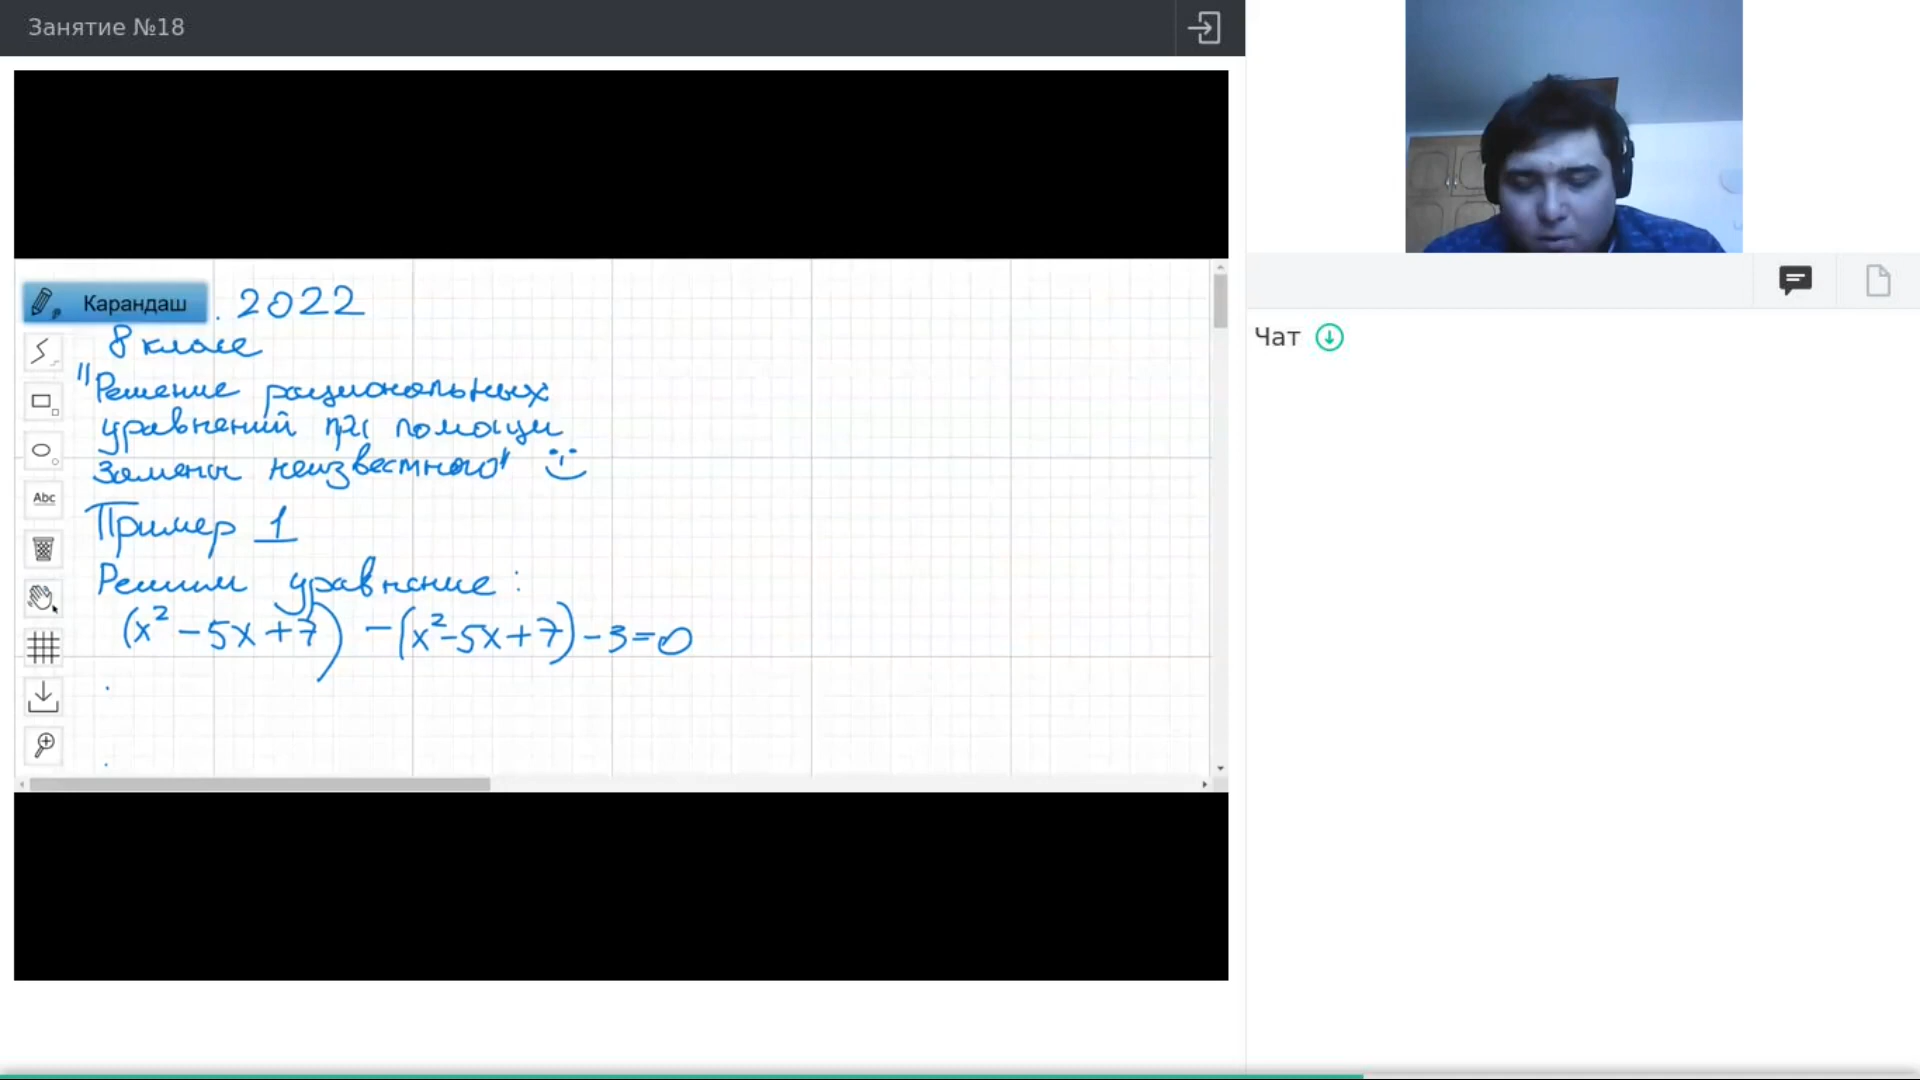 Занятие №18
Карандаш
. 2022
8 класс
"Решение рациональных
уравнений при помощи
замены неизвестного"
Abc
Пример 1
Решим уравнение:
(x² - 5x + 7) - (x² - 5x + 7) - 3 = 0
Чат